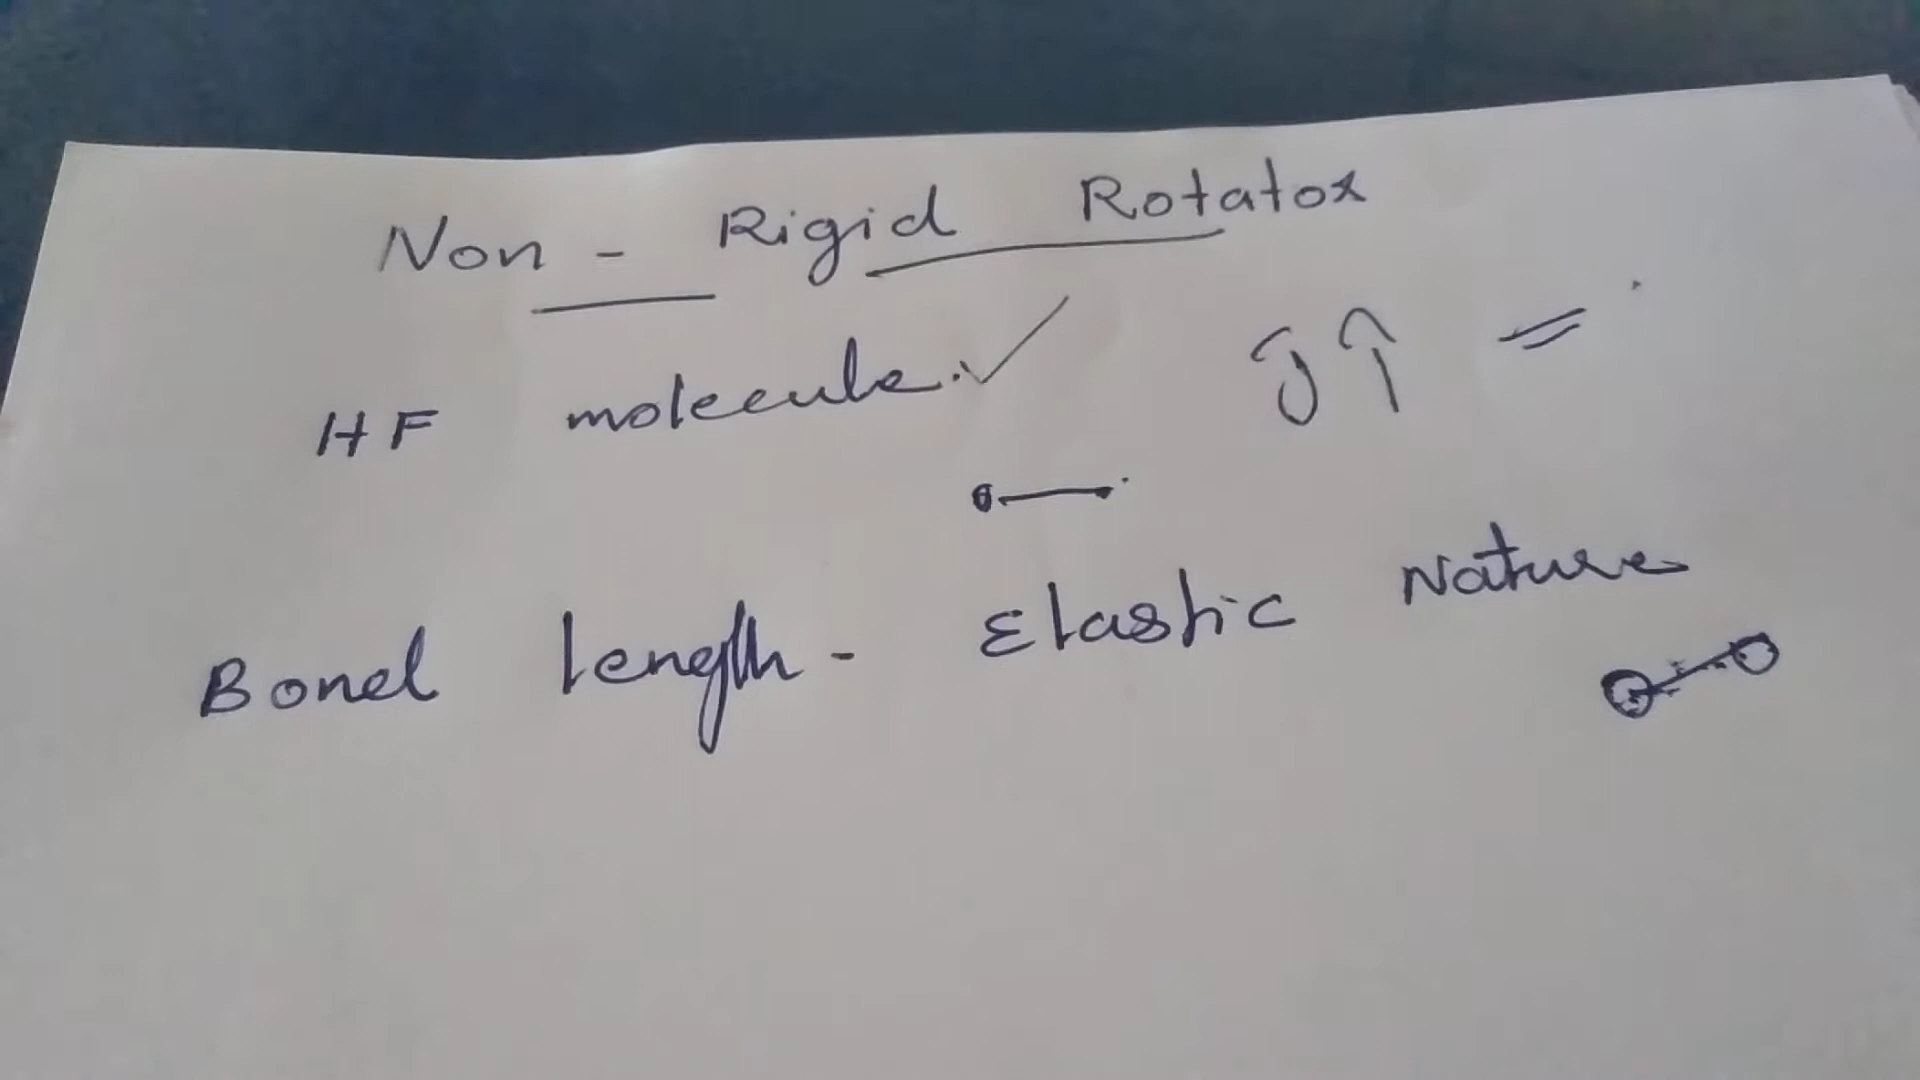 Non - Rigid Rotator
HF molecule. ✓ J↑ =
Bond length - Elastic Nature